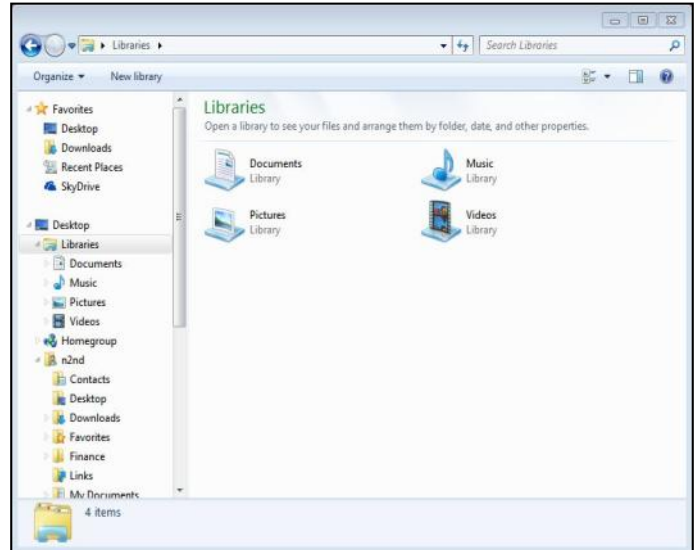 Libraries
Search Libraries
Organize
New library
Favorites
Desktop
Downloads
Recent Places
SkyDrive
Desktop
Libraries
Documents
Music
Pictures
Videos
Homegroup
n2nd
Contacts
Desktop
Downloads
Favorites
Finance
Links
My Documents
Libraries
Open a library to see your files and arrange them by folder, date, and other properties.
Documents
Library
Music
Library
Pictures
Library
Videos
Library
4 items